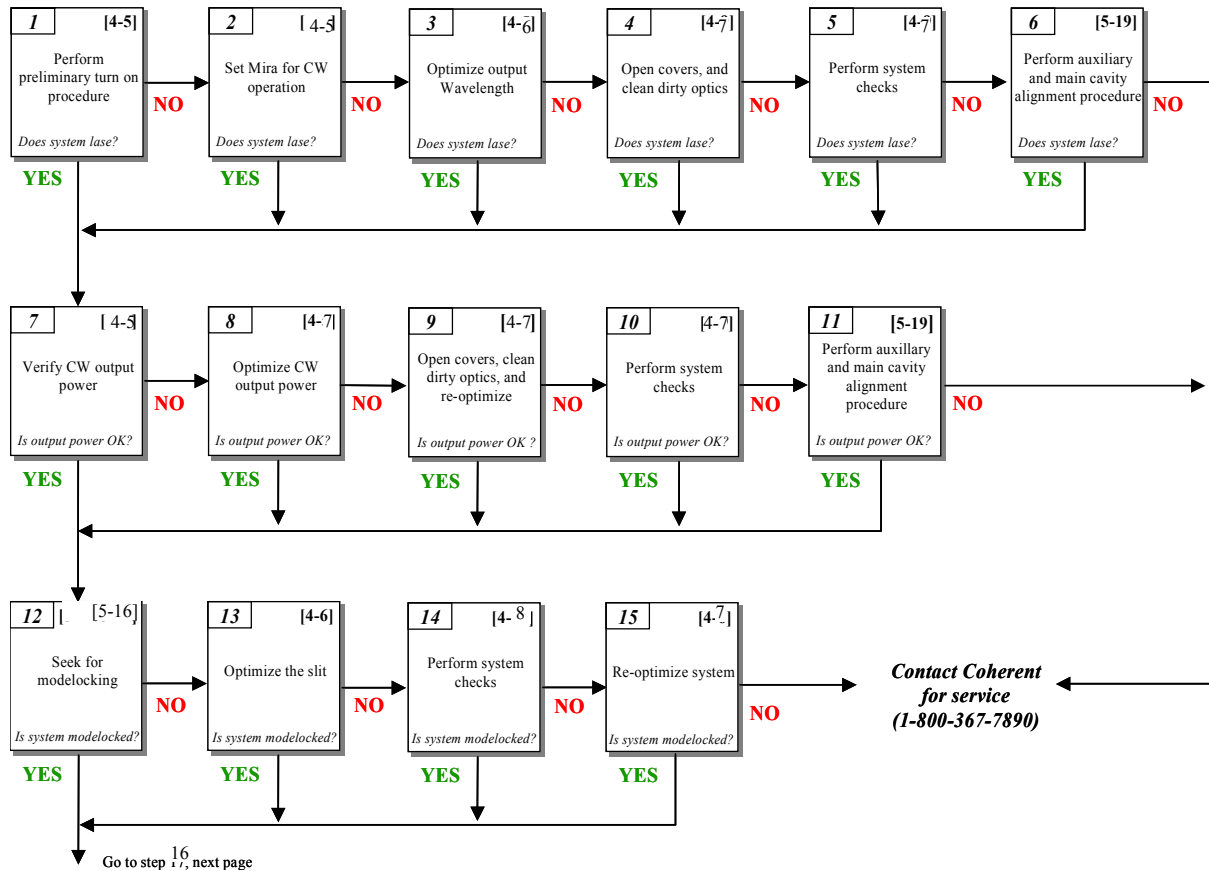 1 [4-5]
Perform
preliminary turn on
procedure
Does system lase?
NO
YES
2 [ 4-5]
Set Mira for CW
operation
Does system lase?
NO
YES
3 [4-6]
Optimize output
Wavelength
Does system lase?
NO
YES
4 [4-7]
Open covers, and
clean dirty optics
Does system lase?
NO
YES
5 [4-7]
Perform system
checks
Does system lase?
NO
YES
6 [5-19]
Perform auxiliary
and main cavity
alignment procedure
Does system lase?
NO
YES
7 [ 4-5]
Verify CW output
power
Is output power OK?
NO
YES
8 [4-7]
Optimize CW
output power
Is output power OK?
NO
YES
9 [4-7]
Open covers, clean
dirty optics, and
re-optimize
Is output power OK ?
NO
YES
10 [4-7]
Perform system
checks
Is output power OK?
NO
YES
11 [5-19]
Perform auxillary
and main cavity
alignment
procedure
Is output power OK?
NO
YES
12 [5-16]
Seek for
modelocking
Is system modelocked?
NO
YES
13 [4-6]
Optimize the slit
Is system modelocked?
NO
YES
14 [4- 8 ]
Perform system
checks
Is system modelocked?
NO
YES
15 [4-7]
Re-optimize system
Is system modelocked?
NO
YES
Contact Coherent
for service
(1-800-367-7890)
Go to step 16, next page